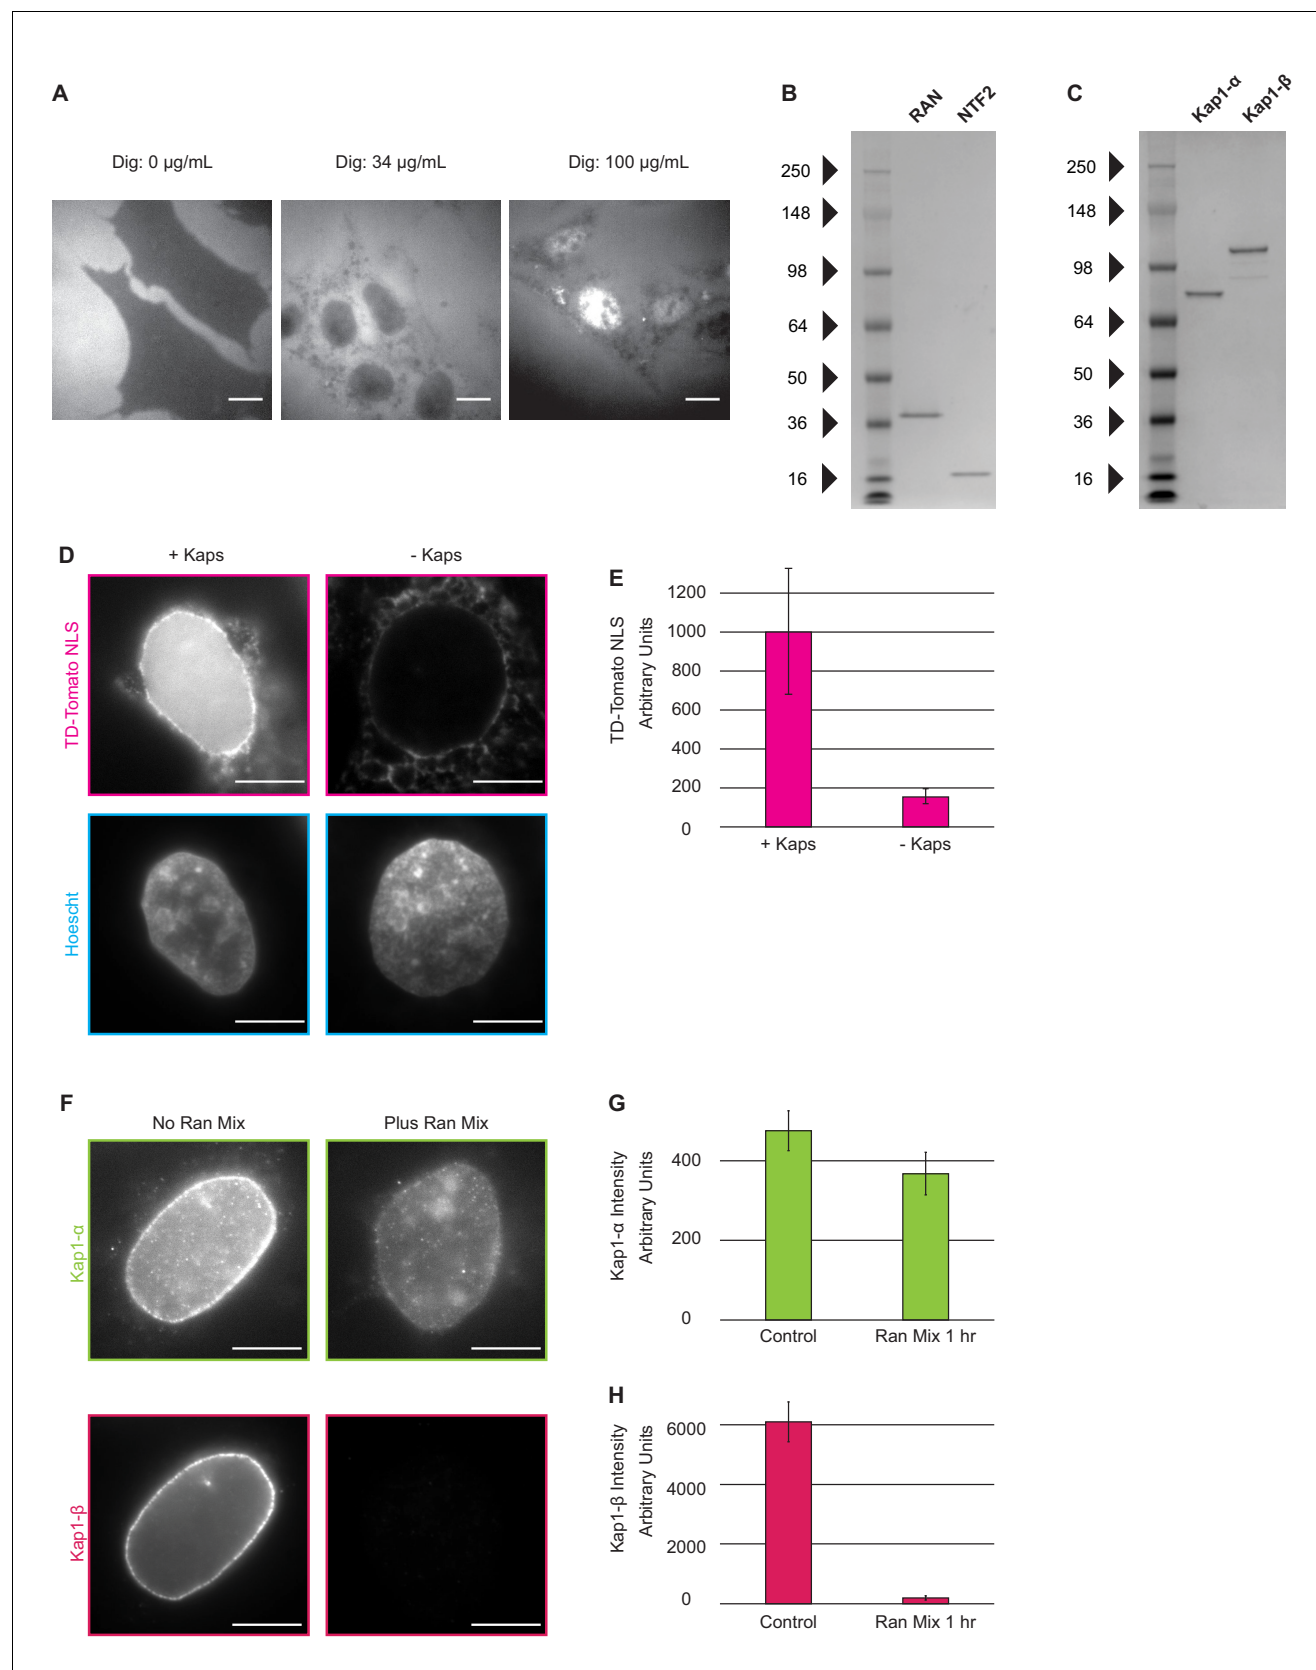 A
Dig: 0 µg/mL
Dig: 34 µg/mL
Dig: 100 µg/mL
B
RAN
NTF2
250
148
98
64
50
36
16
C
Kap1-α
Kap1-β
250
148
98
64
50
36
16
D
+ Kaps
- Kaps
TD-Tomato NLS
Hoescht
E
TD-Tomato NLS
Arbitrary Units
1200
1000
800
600
400
200
0
+ Kaps
- Kaps
F
No Ran Mix
Plus Ran Mix
Kap1-α
Kap1-β
G
Kap1-α Intensity
Arbitrary Units
400
200
0
Control
Ran Mix 1 hr
H
Kap1-β Intensity
Arbitrary Units
6000
4000
2000
0
Control
Ran Mix 1 hr